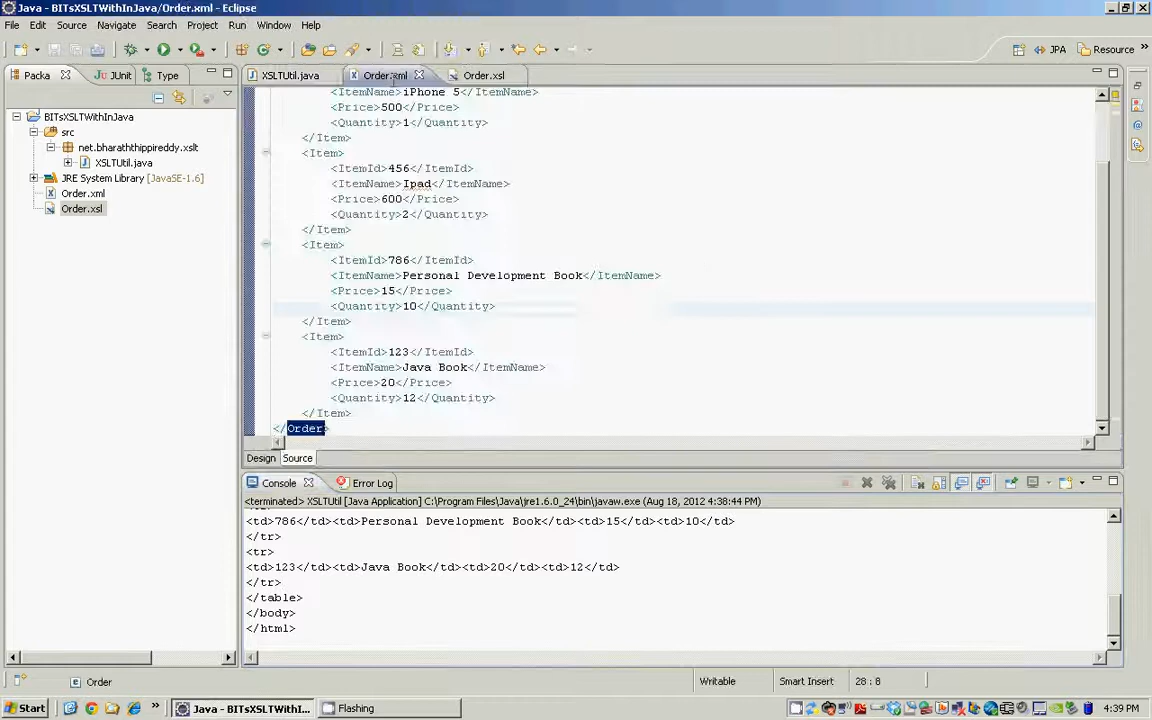 Java - BITsXSLTWithInJava/Order.xml - Eclipse
File Edit Source Navigate Search Project Run Window Help
JPA Resource
Packa JUnit Type
XSLTUtil.java Order.xml Order.xsl
BITsXSLTWithInJava
src
net.bharaththippireddy.xslt
XSLTUtil.java
JRE System Library [JavaSE-1.6]
Order.xml
Order.xsl
<ItemName>iPhone 5</ItemName>
<Price>500</Price>
<Quantity>1</Quantity>
</Item>
<Item>
<ItemId>456</ItemId>
<ItemName>Ipad</ItemName>
<Price>600</Price>
<Quantity>2</Quantity>
</Item>
<Item>
<ItemId>786</ItemId>
<ItemName>Personal Development Book</ItemName>
<Price>15</Price>
<Quantity>10</Quantity>
</Item>
<Item>
<ItemId>123</ItemId>
<ItemName>Java Book</ItemName>
<Price>20</Price>
<Quantity>12</Quantity>
</Item>
</Order>
Design Source
Console Error Log
<terminated> XSLTUtil [Java Application] C:\Program Files\Java\jre1.6.0_24\bin\javaw.exe (Aug 18, 2012 4:38:44 PM)
<td>786</td><td>Personal Development Book</td><td>15</td><td>10</td>
</tr>
<tr>
<td>123</td><td>Java Book</td><td>20</td><td>12</td>
</tr>
</table>
</body>
</html>
Order Writable Smart Insert 28 : 8
Start Java - BITsXSLTWithI... Flashing 4:39 PM